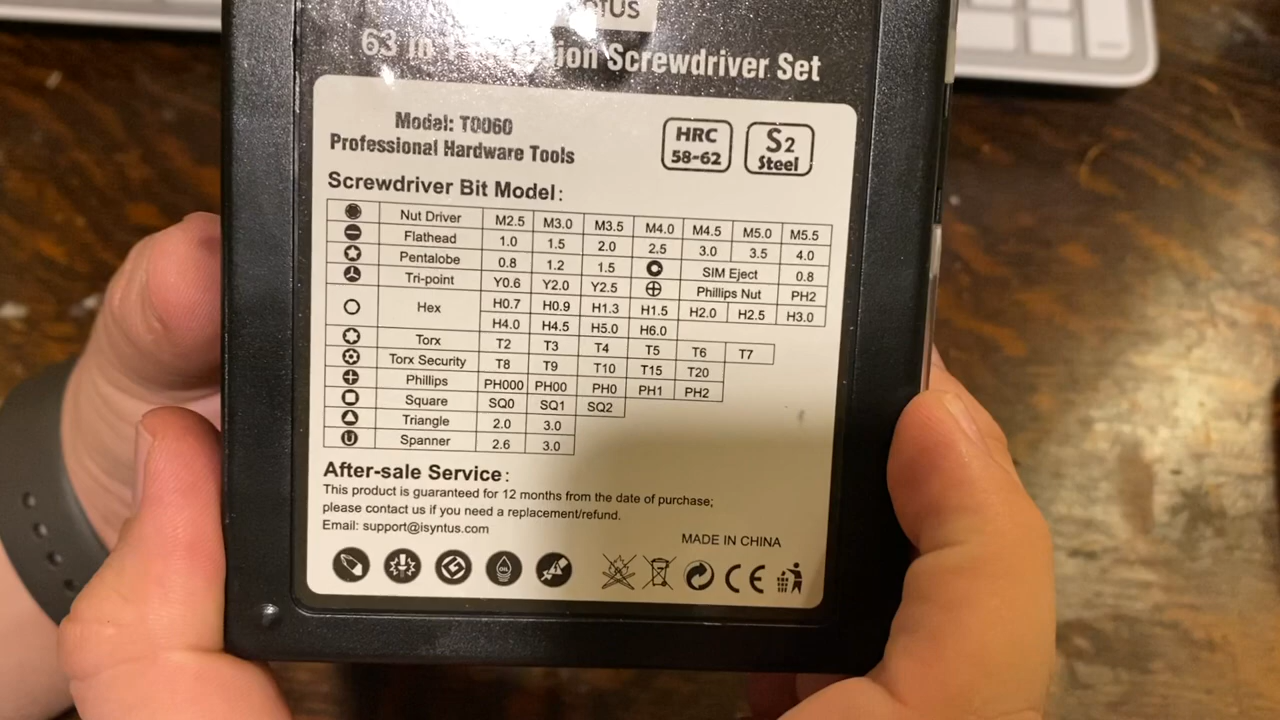 63 in 1 Screwdriver Set
Model: T0060
Professional Hardware Tools
HRC
58-62
S2
Steel
Screwdriver Bit Model:
Nut Driver M2.5 M3.0 M3.5 M4.0 M4.5 M5.0 M5.5
Flathead 1.0 1.5 2.0 2.5 3.0 3.5 4.0
Pentalobe 0.8 1.2 1.5 SIM Eject 0.8
Tri-point Y0.6 Y2.0 Y2.5 Phillips Nut PH2
Hex H0.7 H0.9 H1.3 H1.5 H2.0 H2.5 H3.0
H4.0 H4.5 H5.0 H6.0
Torx T2 T3 T4 T5 T6 T7
Torx Security T8 T9 T10 T15 T20
Phillips PH000 PH00 PH0 PH1 PH2
Square SQ0 SQ1 SQ2
Triangle 2.0 3.0
Spanner 2.6 3.0
After-sale Service:
This product is guaranteed for 12 months from the date of purchase;
please contact us if you need a replacement/refund.
Email: support@isyntus.com
MADE IN CHINA
OIL
CE